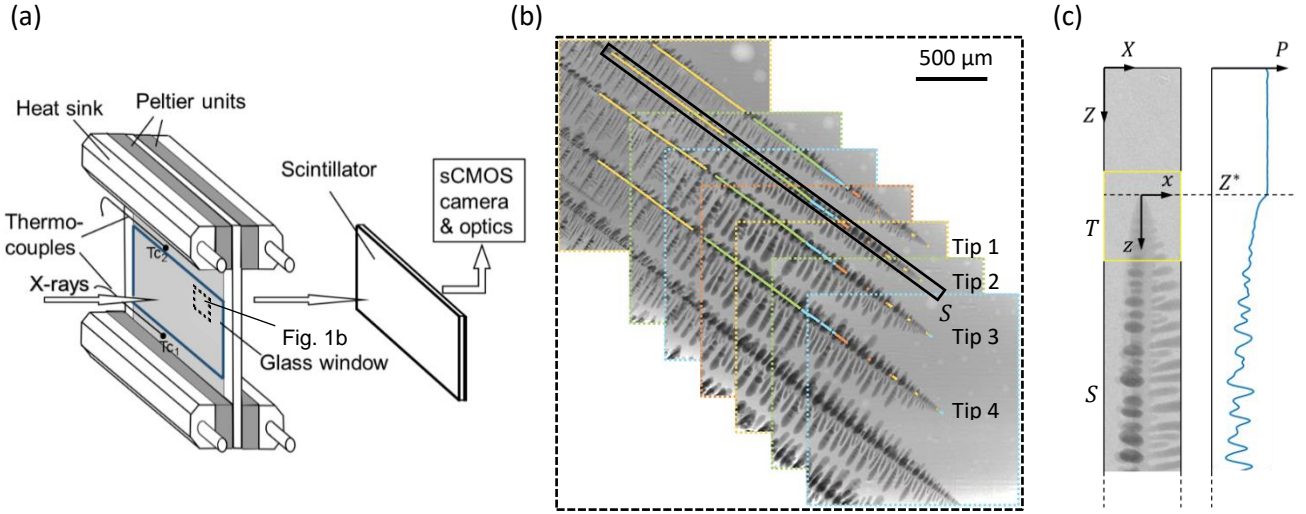 (a)
Heat sink
Peltier units
Scintillator
sCMOS
camera
& optics
Thermo-
couples
Tc2
X-rays
Tc1
Fig. 1b
Glass window
(b)
500 µm
Tip 1
Tip 2
S
Tip 3
Tip 4
(c)
X
P
Z
Z*
x
T
z
S